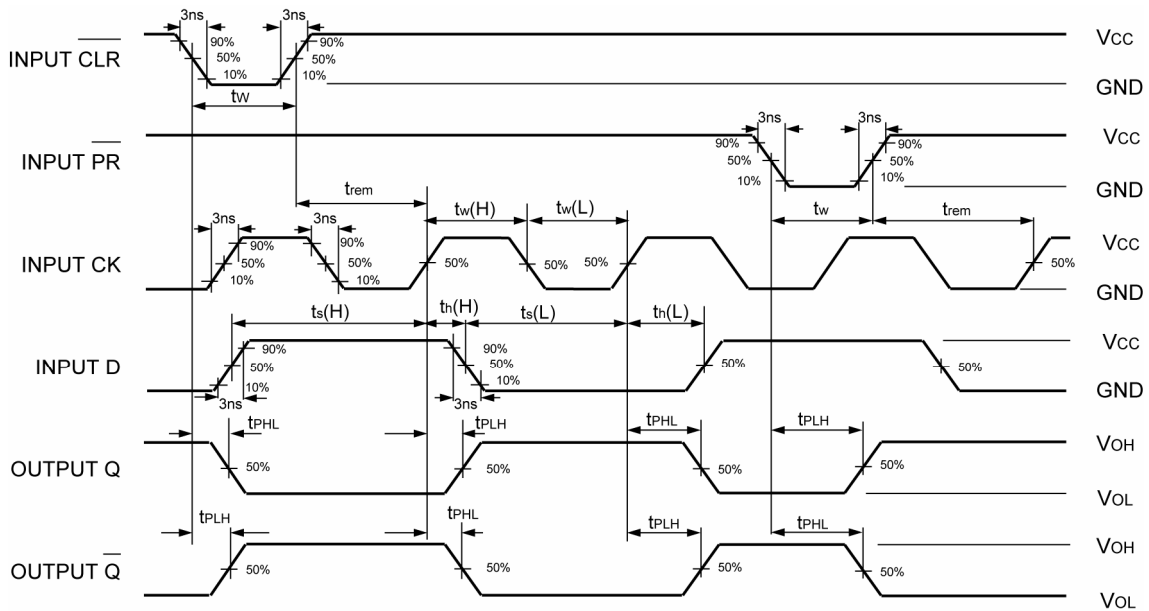 3ns 3ns
INPUT CLR 90% 50% 10% 90% 50% 10% VCC GND
tw
INPUT PR 3ns 3ns 90% 50% 10% 90% 50% 10% VCC GND
trem tw(H) tw(L) tw trem
INPUT CK 3ns 3ns 90% 50% 10% 90% 50% 10% 50% 50% 50% 50% VCC GND
ts(H) th(H) ts(L) th(L)
INPUT D 90% 50% 10% 90% 50% 10% 50% 50% VCC GND
3ns 3ns
tPHL tPLH tPHL tPLH
OUTPUT Q 50% 50% 50% 50% VOH VOL
tPLH tPHL tPLH tPHL
OUTPUT Q 50% 50% 50% 50% VOH VOL